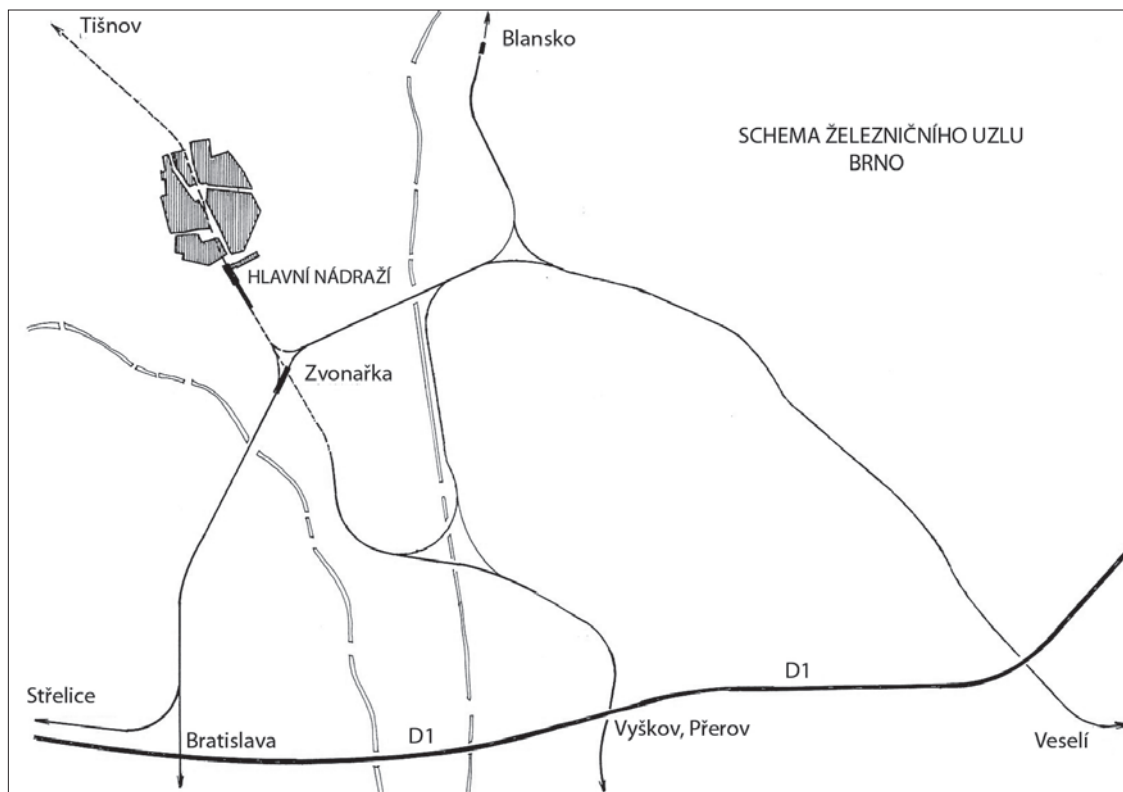 Tišnov
Blansko
SCHEMA ŽELEZNIČNÍHO UZLU
BRNO
HLAVNÍ NÁDRAŽÍ
Zvonařka
D1
Střelice
Bratislava
D1
Vyškov, Přerov
Veselí